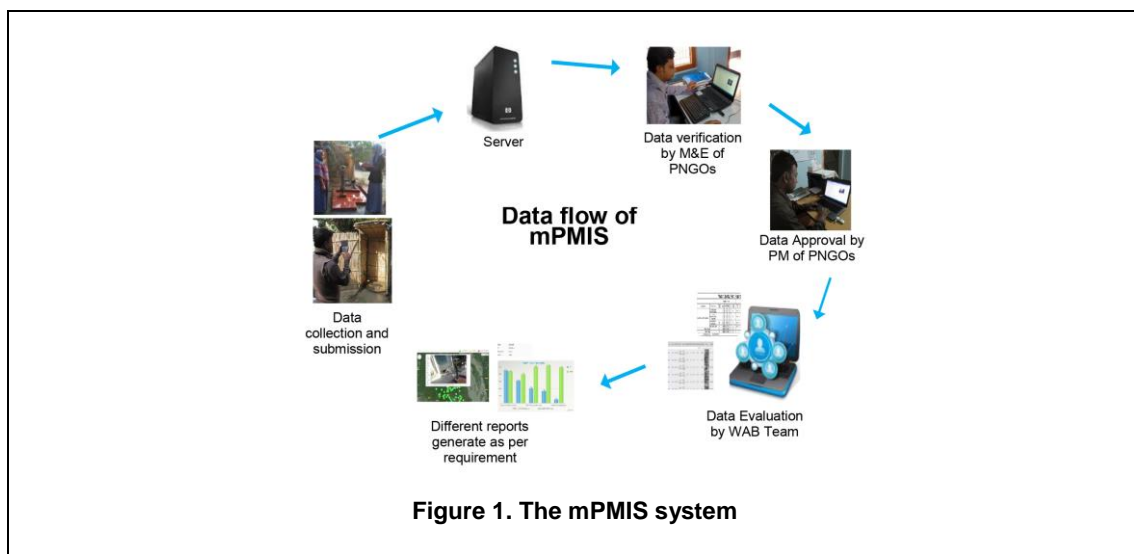 Server
Data verification
by M&E of
PNGOs
Data Approval by
PM of PNGOs
Data flow of
mPMIS
Data
collection and
submission
Data Evaluation
by WAB Team
Different reports
generate as per
requirement
Figure 1. The mPMIS system